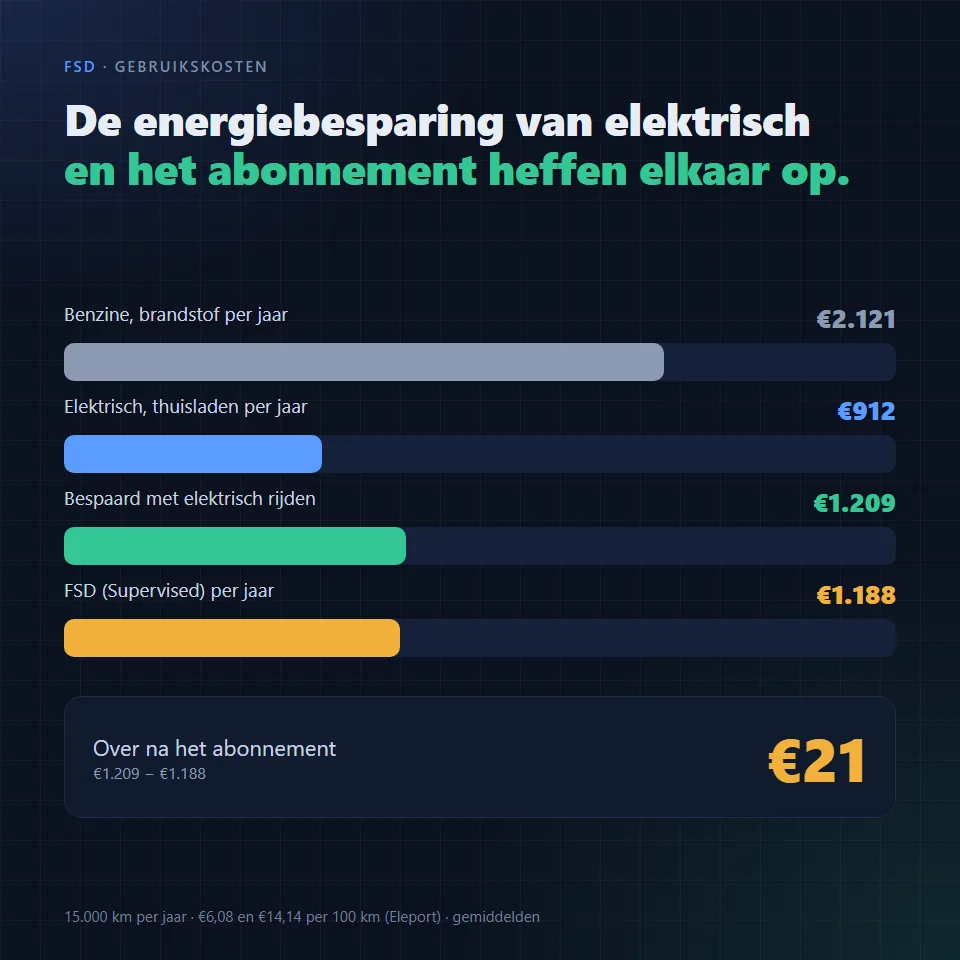 FSD · GEBRUIKSKOSTEN
De energiebesparing van elektrisch
en het abonnement heffen elkaar op.
Benzine, brandstof per jaar
€2.121
Elektrisch, thuisladen per jaar
€912
Bespaard met elektrisch rijden
€1.209
FSD (Supervised) per jaar
€1.188
Over na het abonnement
€1.209 – €1.188
€21
15.000 km per jaar · €6,08 en €14,14 per 100 km (Eleport) · gemiddelden